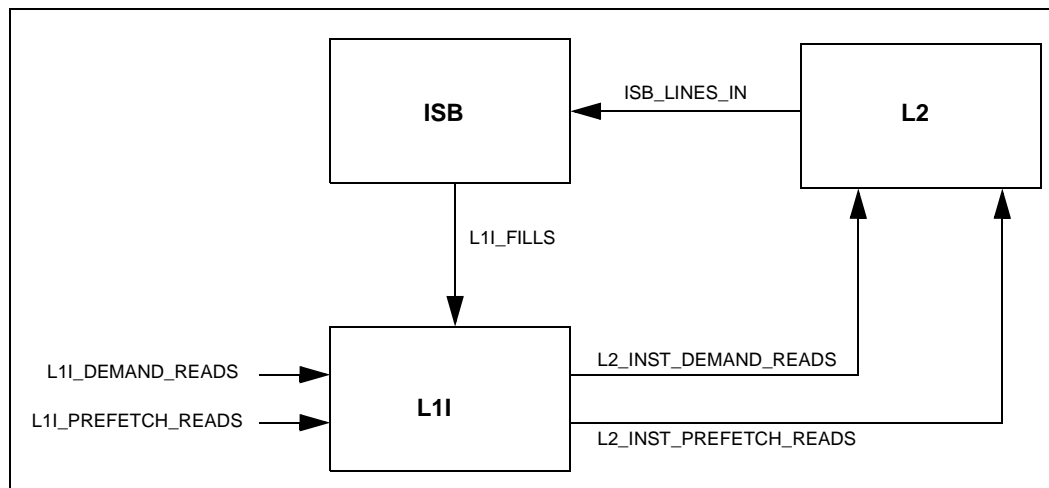 ISB_LINES_IN
ISB
L2
L1I_FILLS
L1I_DEMAND_READS
L2_INST_DEMAND_READS
L1I
L1I_PREFETCH_READS
L2_INST_PREFETCH_READS